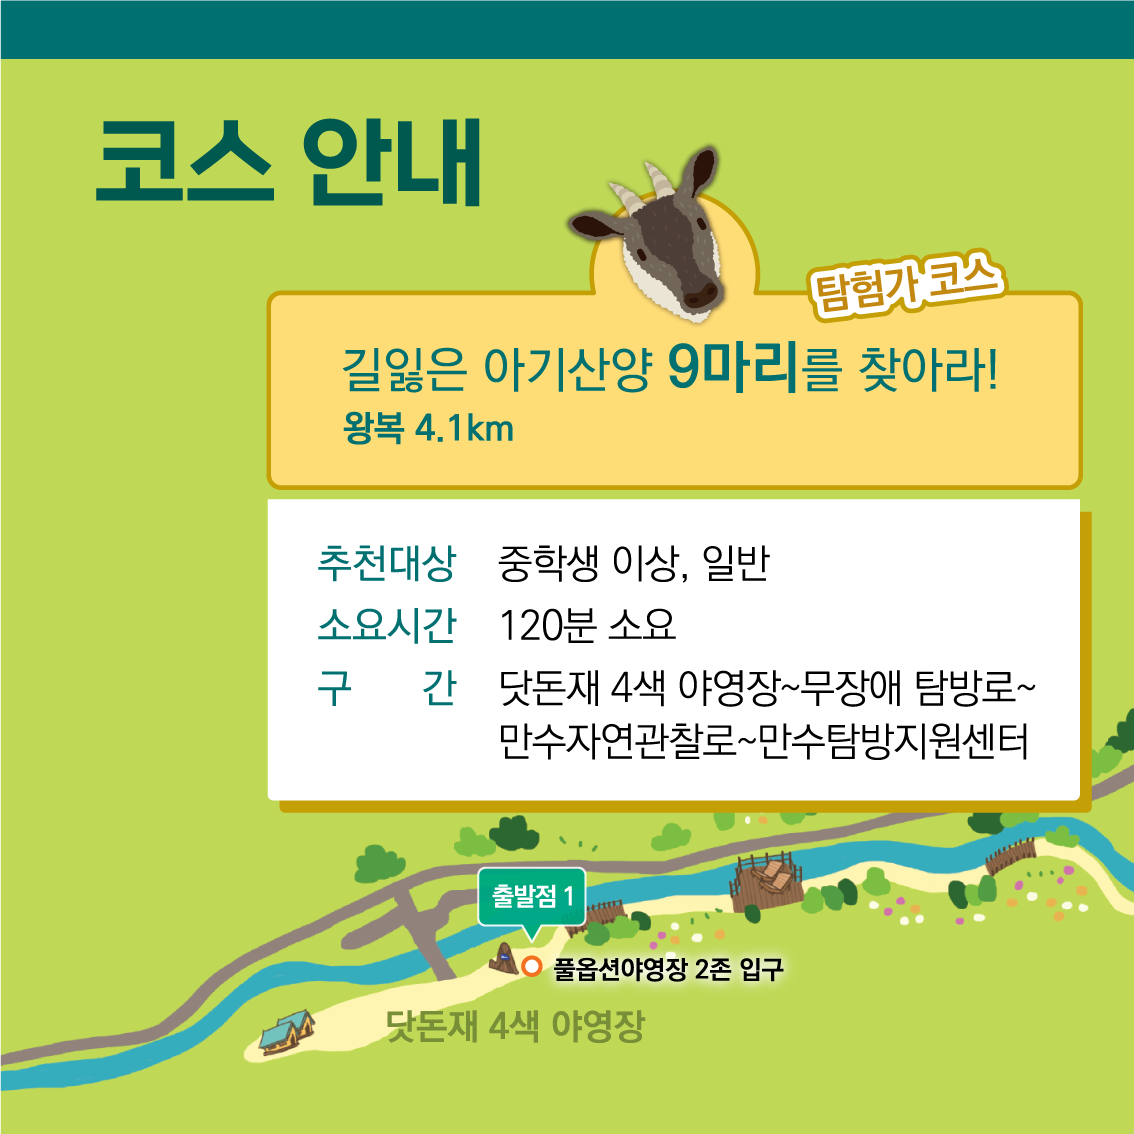 코스 안내
탐험가 코스
길잃은 아기산양 9마리를 찾아라!
왕복 4.1km
추천대상 중학생 이상, 일반
소요시간 120분 소요
구 간 닷돈재 4색 야영장~무장애 탐방로~
만수자연관찰로~만수탐방지원센터
출발점 1
풀옵션야영장 2존 입구
닷돈재 4색 야영장